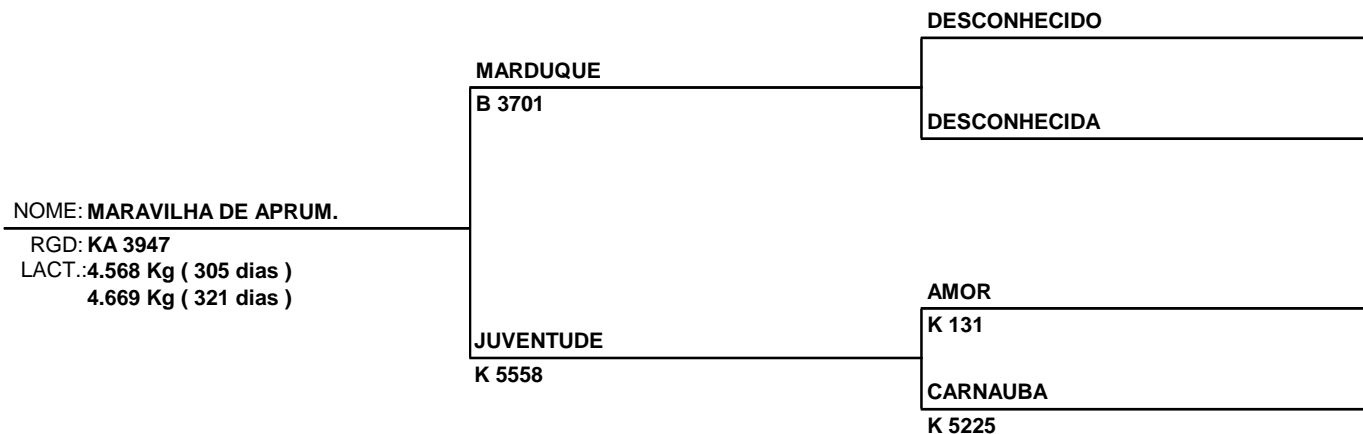 DESCONHECIDO
MARDUQUE
B 3701
DESCONHECIDA
NOME: MARAVILHA DE APRUM.
RGD: KA 3947
LACT.:4.568 Kg ( 305 dias )
4.669 Kg ( 321 dias )
AMOR
K 131
JUVENTUDE
K 5558
CARNAUBA
K 5225